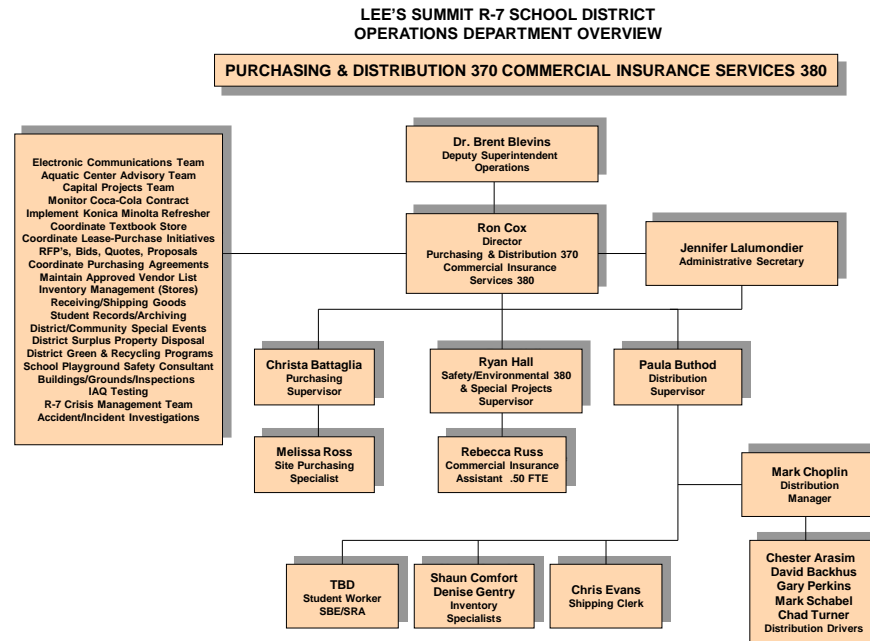 LEE'S SUMMIT R-7 SCHOOL DISTRICT
OPERATIONS DEPARTMENT OVERVIEW
PURCHASING & DISTRIBUTION 370 COMMERCIAL INSURANCE SERVICES 380
Electronic Communications Team
Aquatic Center Advisory Team
Capital Projects Team
Monitor Coca-Cola Contract
Implement Konica Minolta Refresher
Coordinate Textbook Store
Coordinate Lease-Purchase Initiatives
RFP's, Bids, Quotes, Proposals
Coordinate Purchasing Agreements
Maintain Approved Vendor List
Inventory Management (Stores)
Receiving/Shipping Goods
Student Records/Archiving
District/Community Special Events
District Surplus Property Disposal
District Green & Recycling Programs
School Playground Safety Consultant
Buildings/Grounds/Inspections
IAQ Testing
R-7 Crisis Management Team
Accident/Incident Investigations
Dr. Brent Blevins
Deputy Superintendent
Operations
Ron Cox
Director
Purchasing & Distribution 370
Commercial Insurance
Services 380
Jennifer Lalumondier
Administrative Secretary
Christa Battaglia
Purchasing
Supervisor
Ryan Hall
Safety/Environmental 380
& Special Projects
Supervisor
Paula Buthod
Distribution
Supervisor
Melissa Ross
Site Purchasing
Specialist
Rebecca Russ
Commercial Insurance
Assistant .50 FTE
Mark Choplin
Distribution
Manager
TBD
Student Worker
SBE/SRA
Shaun Comfort
Denise Gentry
Inventory
Specialists
Chris Evans
Shipping Clerk
Chester Arasim
David Backhus
Gary Perkins
Mark Schabel
Chad Turner
Distribution Drivers